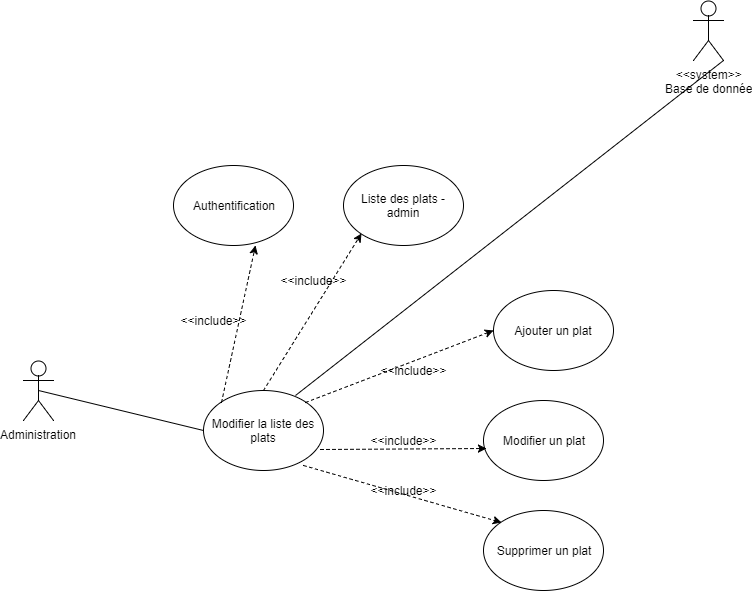 <<system>>
Base de donnée
Authentification
Liste des plats -
admin
<<include>>
<<include>>
Ajouter un plat
<<include>>
Administration
Modifier la liste des
plats
<<include>>
Modifier un plat
<<include>>
Supprimer un plat